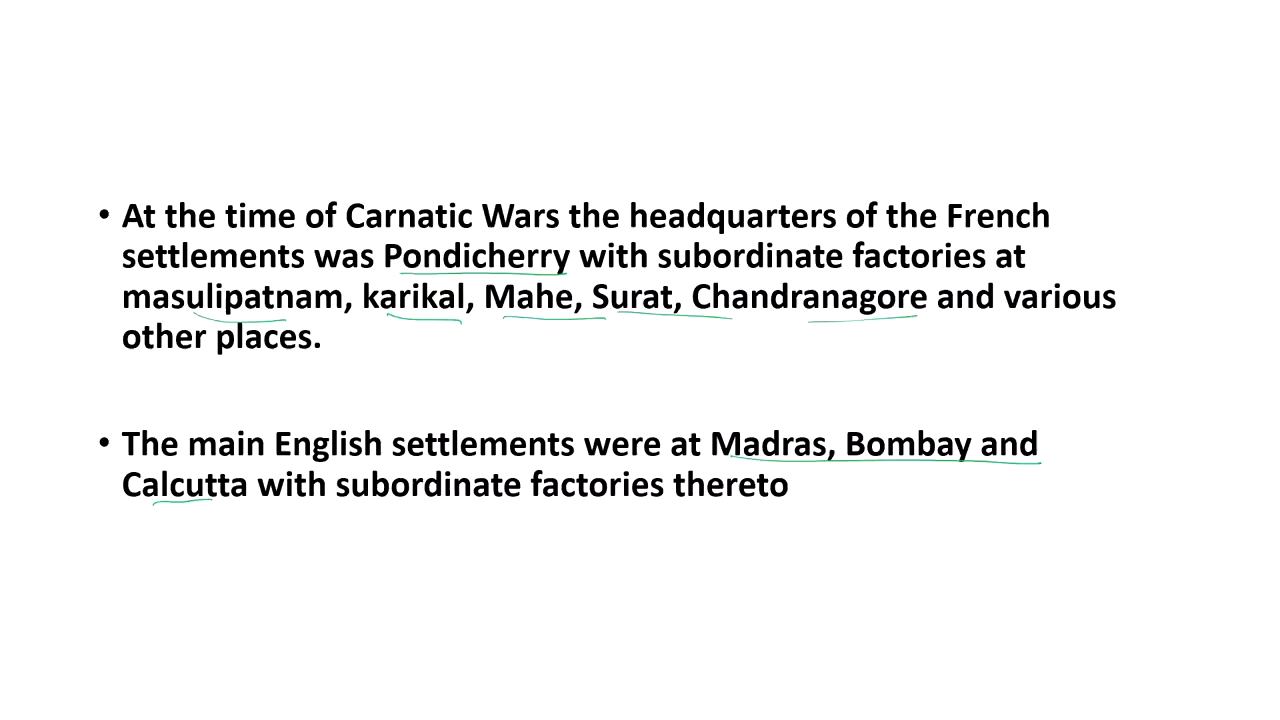 • At the time of Carnatic Wars the headquarters of the French
settlements was Pondicherry with subordinate factories at
masulipatnam, karikal, Mahe, Surat, Chandranagore and various
other places.
• The main English settlements were at Madras, Bombay and
Calcutta with subordinate factories thereto